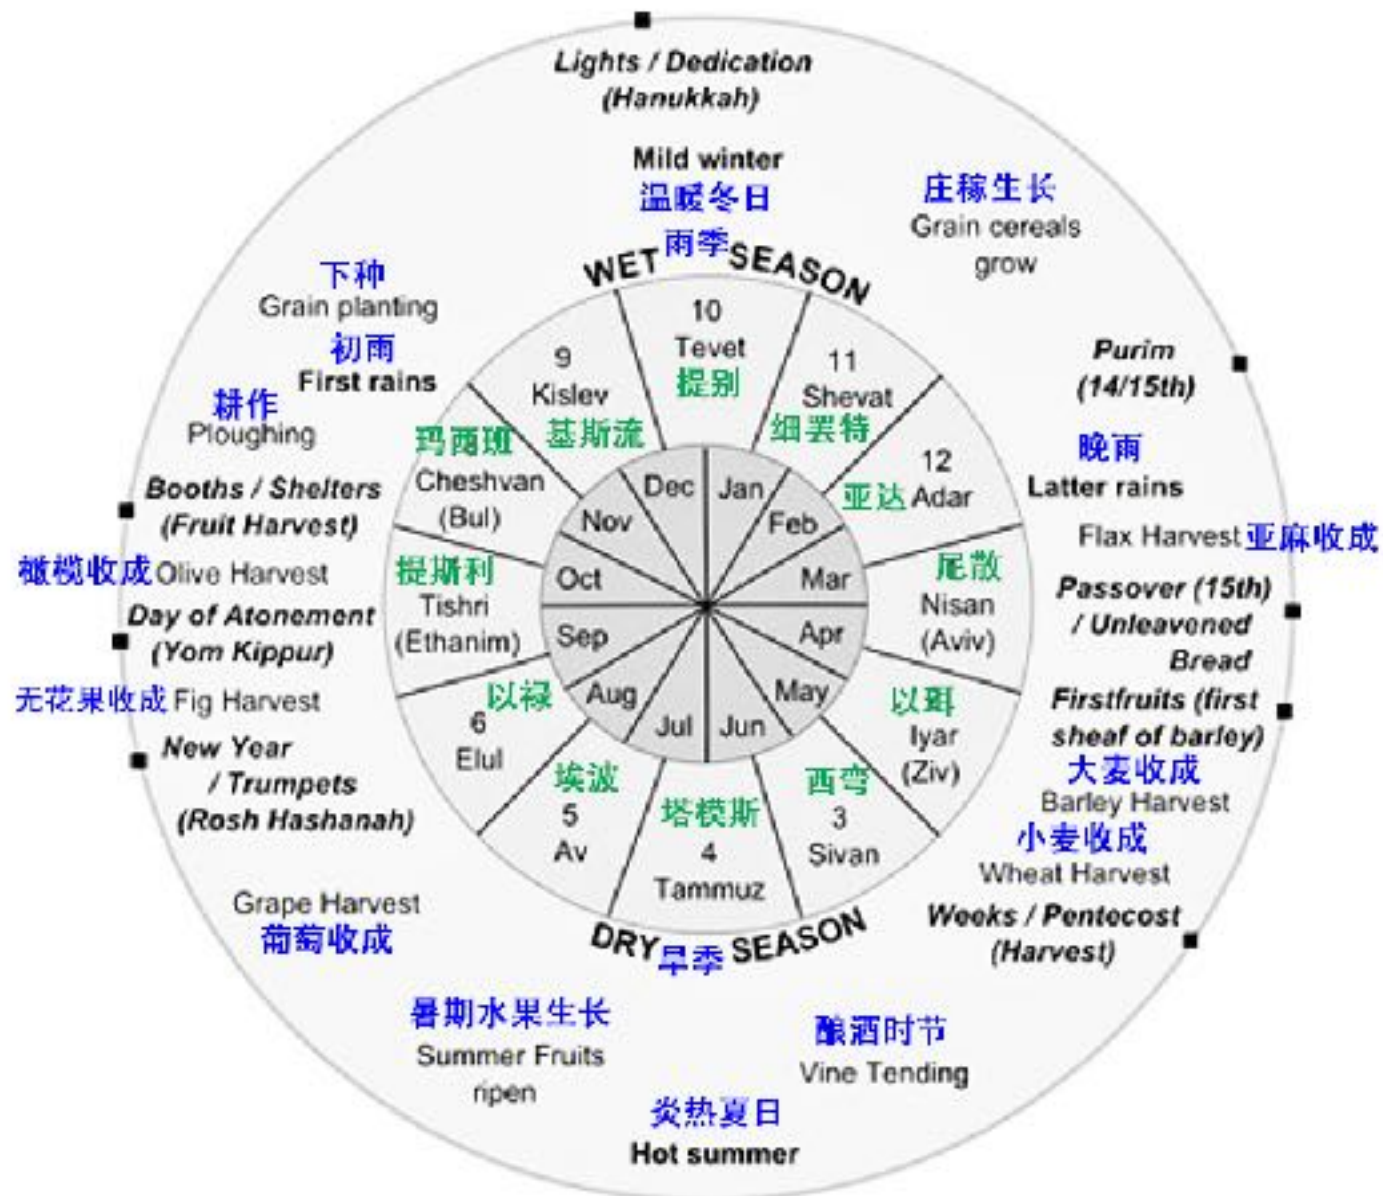 Lights / Dedication
(Hanukkah)
Mild winter
温暖冬日
雨季
WET SEASON
庄稼生长
Grain cereals
grow
下种
Grain planting
初雨
First rains
耕作
Ploughing
Booths / Shelters
(Fruit Harvest)
橄榄收成 Olive Harvest
Day of Atonement
(Yom Kippur)
无花果收成 Fig Harvest
New Year
/ Trumpets
(Rosh Hashanah)
Grape Harvest
葡萄收成
暑期水果生长
Summer Fruits
ripen
炎热夏日
Hot summer
酿酒时节
Vine Tending
Purim
(14/15th)
晚雨
Latter rains
Flax Harvest 亚麻收成
Passover (15th)
/ Unleavened
Bread
Firstfruits (first
sheaf of barley)
大麦收成
Barley Harvest
小麦收成
Wheat Harvest
Weeks / Pentecost
(Harvest)
DRY SEASON
旱季
10
Tevet
提别
11
Shevat
细罢特
12
亚达 Adar
尼散
Nisan
(Aviv)
以珥
Iyar
(Ziv)
西弯
3
Sivan
塔模斯
4
Tammuz
埃波
5
Av
以禄
6
Elul
提斯利
Tishri
(Ethanim)
玛西班
Cheshvan
(Bul)
9
Kislev
基斯流
Jan
Feb
Mar
Apr
May
Jun
Jul
Aug
Sep
Oct
Nov
Dec